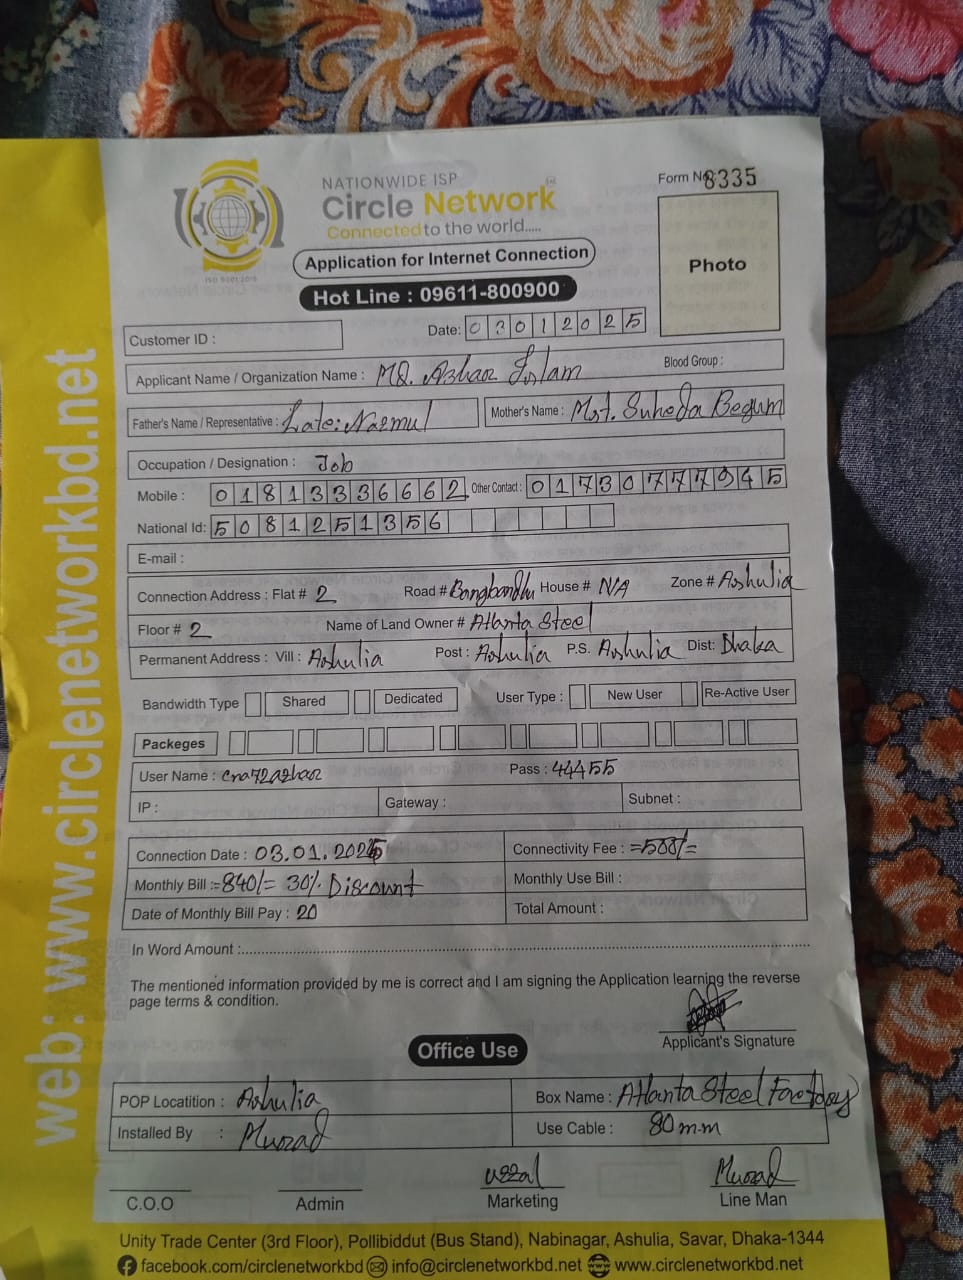 NATIONWIDE ISP
Circle Network
Connected to the world.....
Application for Internet Connection
Hot Line : 09611-800900
Form No 8335
Photo
ISO 9001:2015
Customer ID :
Date: 03012025
Applicant Name / Organization Name : MD. Azhar Islam
Blood Group :
Father's Name / Representative : Late: Nazmul
Mother's Name : Mst. Suheda Begum
Occupation / Designation : Job
Mobile : 01813336662 Other Contact : 01730777945
National Id: 5081251356
E-mail :
Connection Address : Flat # 2 Road # Bongbandhu House # N/A Zone # Ashulia
Floor # 2 Name of Land Owner # Atlanta Steel
Permanent Address : Vill : Ashulia Post : Ashulia P.S. Ashulia Dist: Dhaka
Bandwidth Type Shared Dedicated User Type : New User Re-Active User
Packeges
User Name : cna72azhar Pass : 44455
IP : Gateway : Subnet :
Connection Date : 03.01.2025 Connectivity Fee : =500/=
Monthly Bill := 840/= 30% Discount Monthly Use Bill :
Date of Monthly Bill Pay : 20 Total Amount :
In Word Amount :
The mentioned information provided by me is correct and I am signing the Application learning the reverse
page terms & condition.
Applicant's Signature
Office Use
POP Locatition : Ashulia Box Name : Atlanta Steel Factory
Installed By : Murad Use Cable : 80 mm
uzzal Murad
C.O.O Admin Marketing Line Man
Unity Trade Center (3rd Floor), Pollibiddut (Bus Stand), Nabinagar, Ashulia, Savar, Dhaka-1344
facebook.com/circlenetworkbd info@circlenetworkbd.net www.circlenetworkbd.net
web: www.circlenetworkbd.net